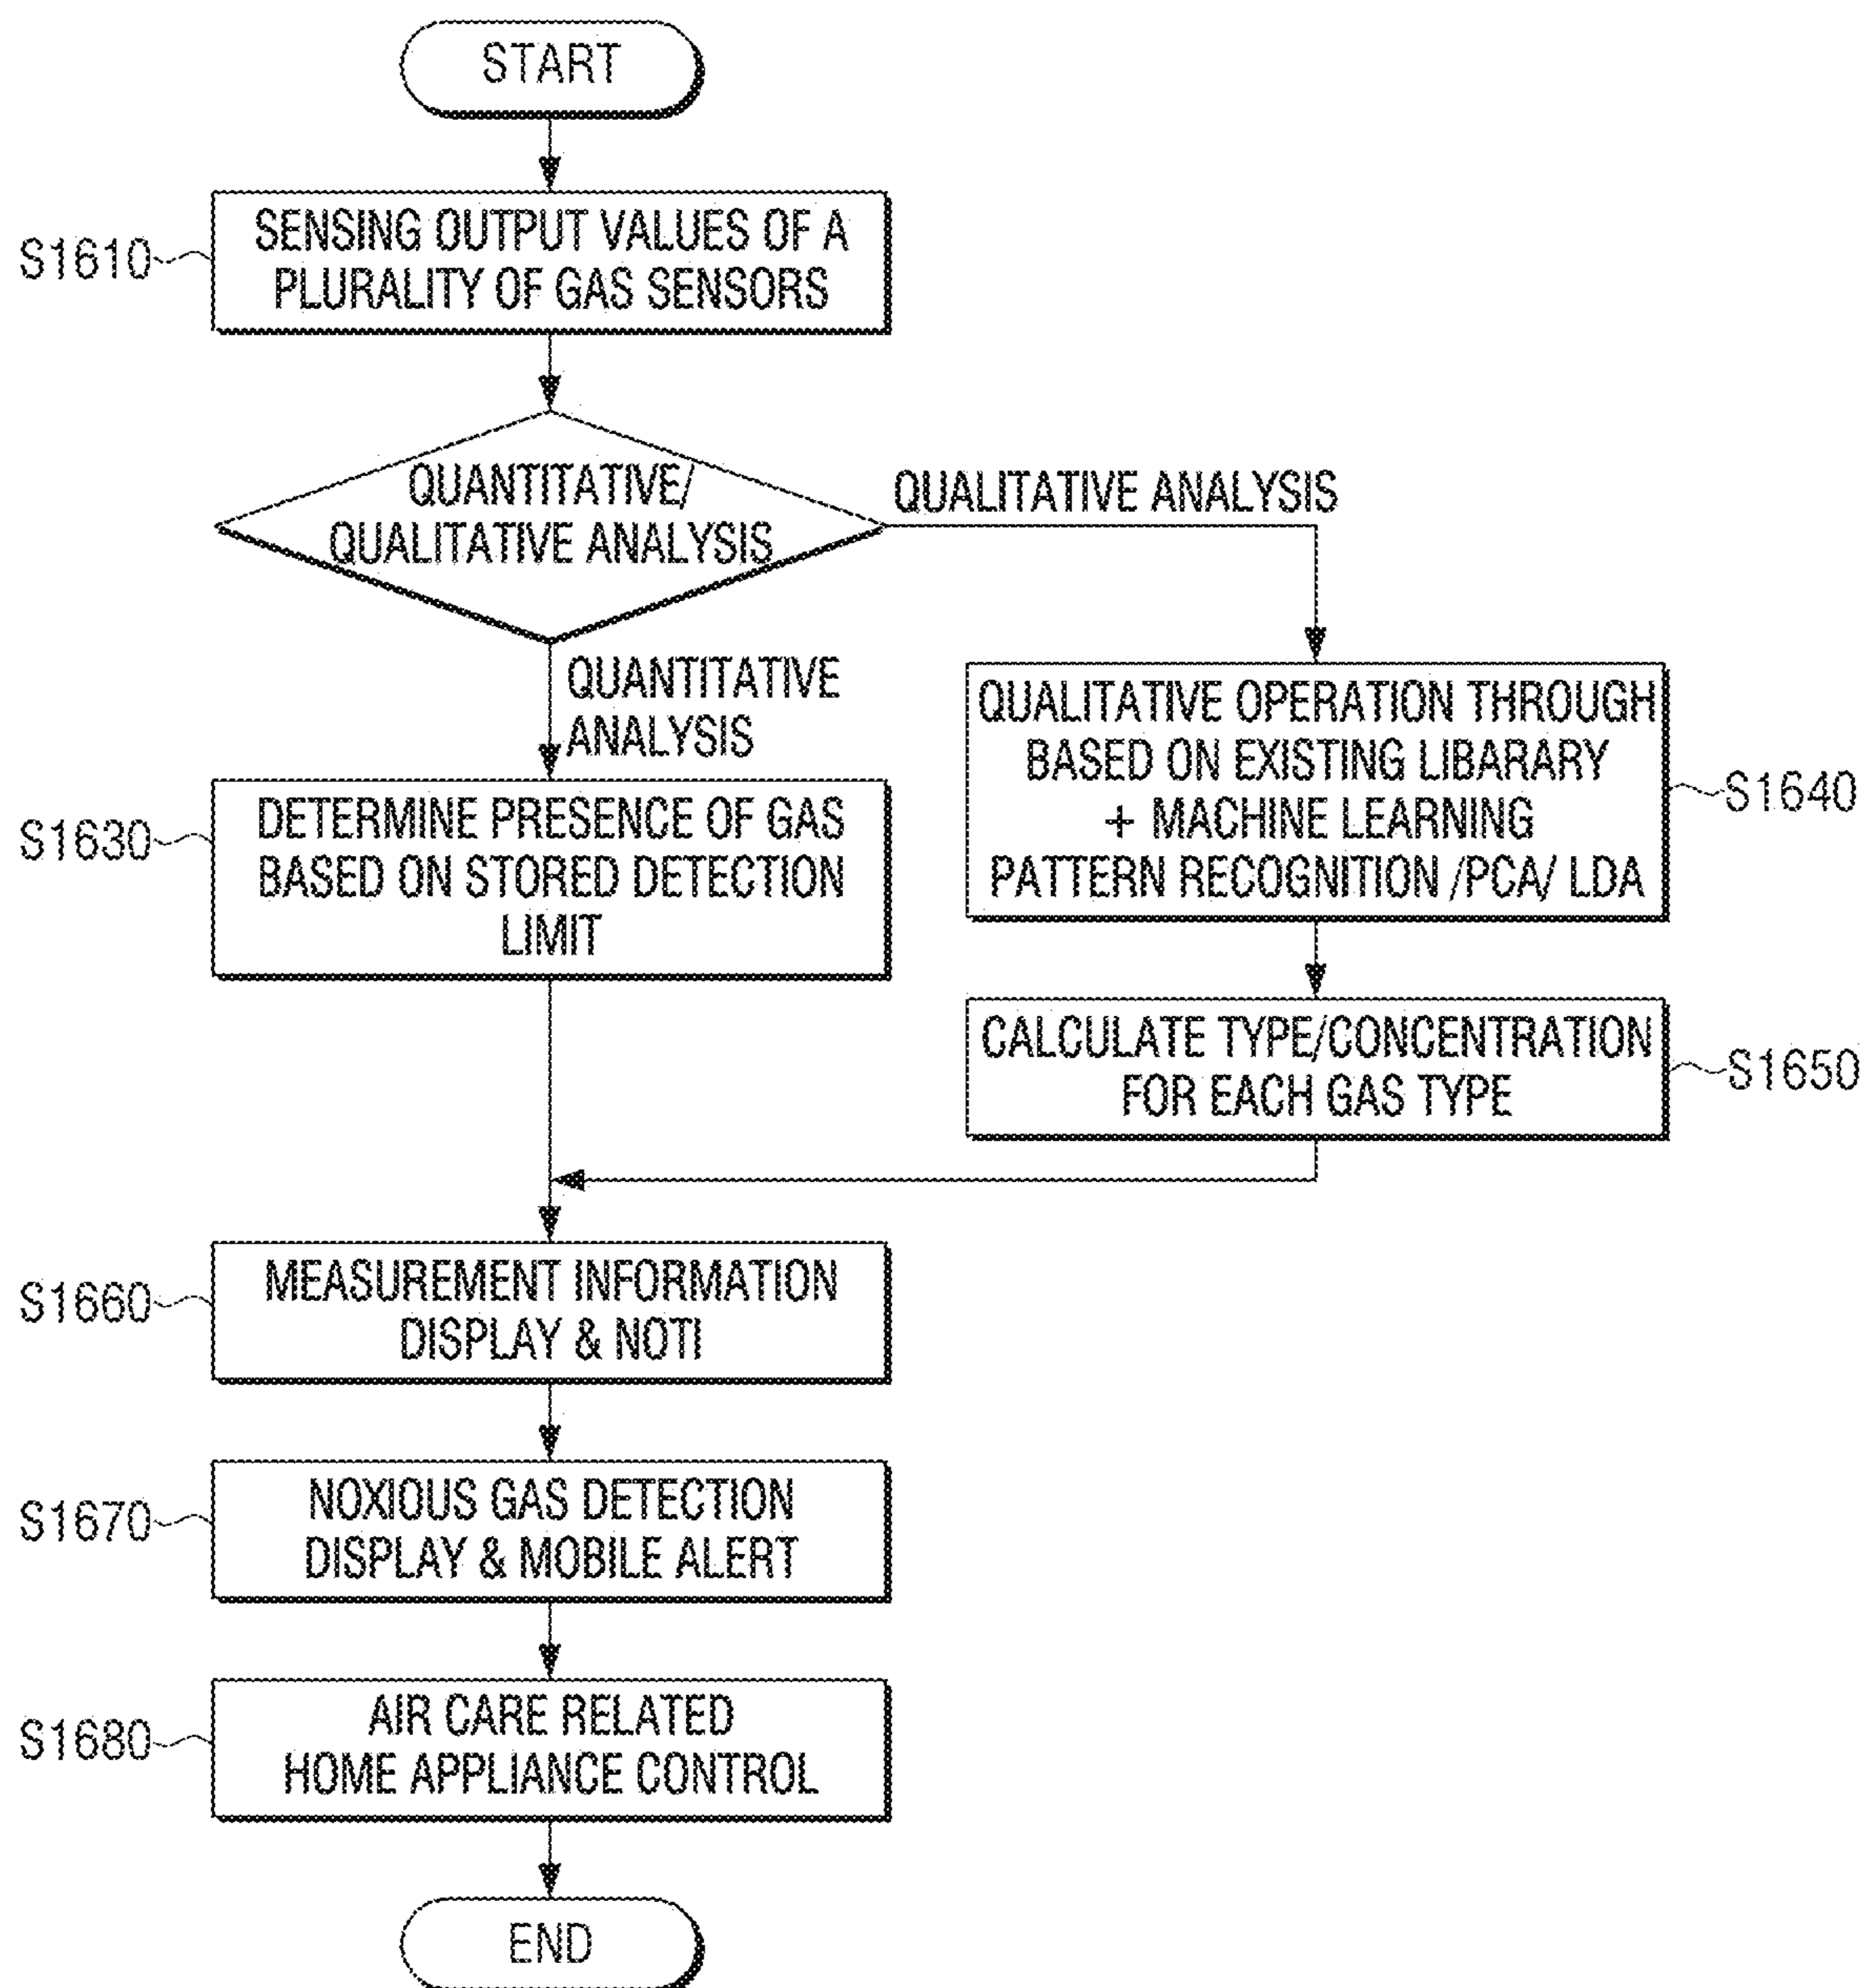 START
S1610
SENSING OUTPUT VALUES OF A
PLURALITY OF GAS SENSORS
QUANTITATIVE/
QUALITATIVE ANALYSIS
QUALITATIVE ANALYSIS
QUANTITATIVE
ANALYSIS
S1630
DETERMINE PRESENCE OF GAS
BASED ON STORED DETECTION
LIMIT
QUALITATIVE OPERATION THROUGH
BASED ON EXISTING LIBARARY
+ MACHINE LEARNING
PATTERN RECOGNITION /PCA/ LDA
S1640
CALCULATE TYPE/CONCENTRATION
FOR EACH GAS TYPE
S1650
S1660
MEASUREMENT INFORMATION
DISPLAY & NOTI
S1670
NOXIOUS GAS DETECTION
DISPLAY & MOBILE ALERT
S1680
AIR CARE RELATED
HOME APPLIANCE CONTROL
END